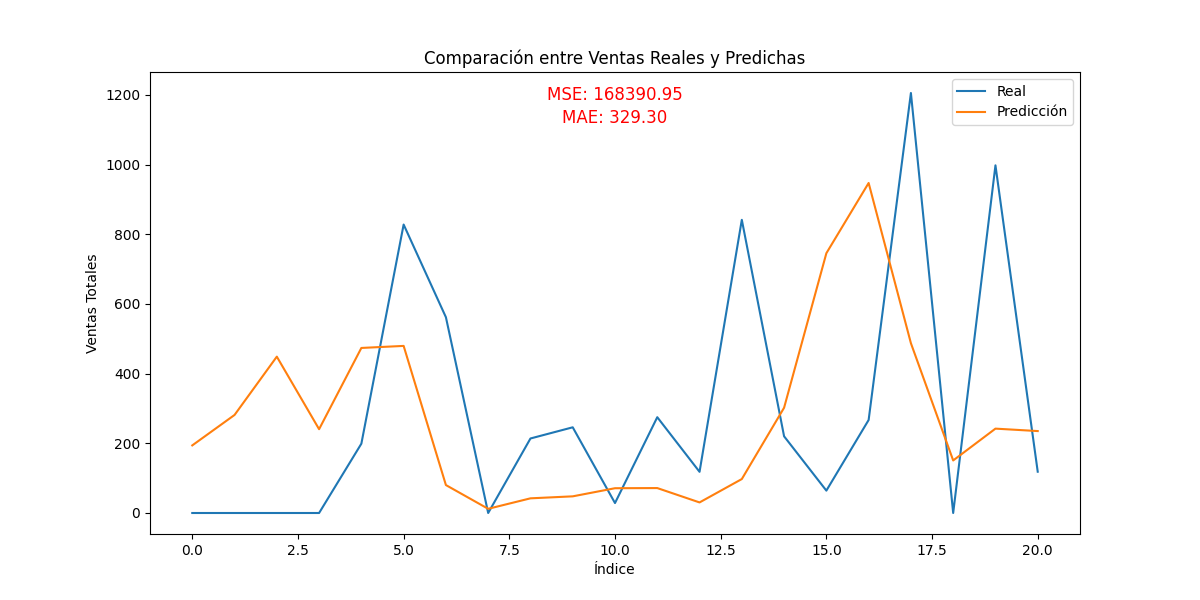 Comparación entre Ventas Reales y Predichas
MSE: 168390.95
MAE: 329.30
Real
Predicción
Ventas Totales
1200
1000
800
600
400
200
0
0.0 2.5 5.0 7.5 10.0 12.5 15.0 17.5 20.0
Índice